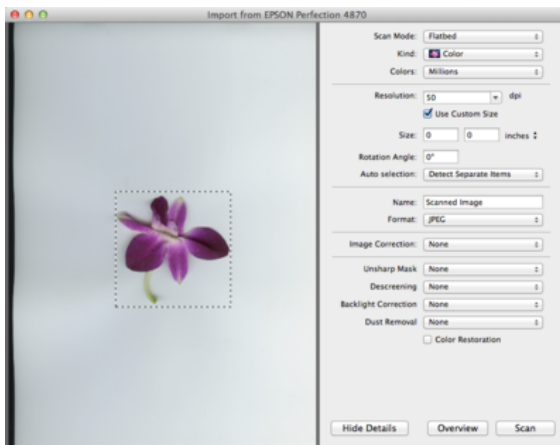 Import from EPSON Perfection 4870
Scan Mode: Flatbed
Kind: Color
Colors: Millions
Resolution: 50 dpi
Use Custom Size
Size: 0 0 inches
Rotation Angle: 0°
Auto selection: Detect Separate Items
Name: Scanned Image
Format: JPEG
Image Correction: None
Unsharp Mask None
Descreening None
Backlight Correction None
Dust Removal None
Color Restoration
Hide Details Overview Scan